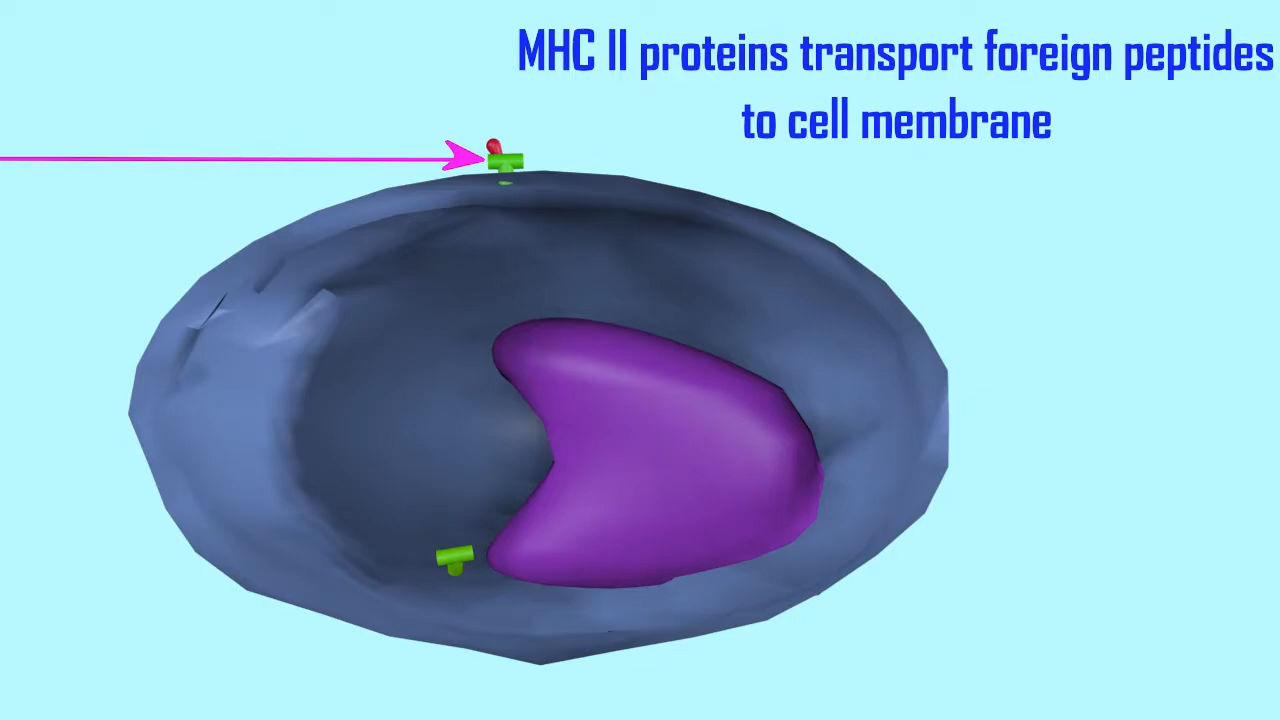 MHC II proteins transport foreign peptides
to cell membrane